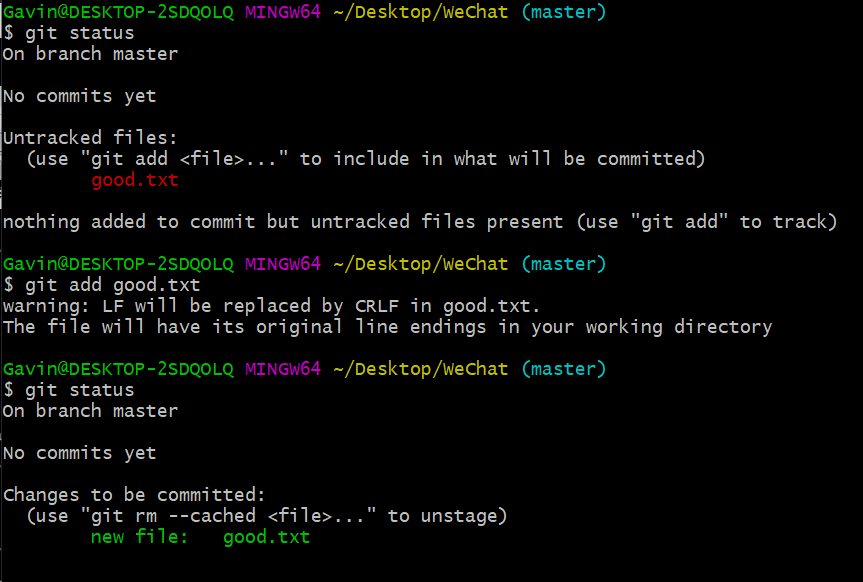 Gavin@DESKTOP-2SDQOLQ MINGW64 ~/Desktop/WeChat (master)
$ git status
On branch master
No commits yet
Untracked files:
(use "git add <file>..." to include in what will be committed)
good.txt
nothing added to commit but untracked files present (use "git add" to track)
Gavin@DESKTOP-2SDQOLQ MINGW64 ~/Desktop/WeChat (master)
$ git add good.txt
warning: LF will be replaced by CRLF in good.txt.
The file will have its original line endings in your working directory
Gavin@DESKTOP-2SDQOLQ MINGW64 ~/Desktop/WeChat (master)
$ git status
On branch master
No commits yet
Changes to be committed:
(use "git rm --cached <file>..." to unstage)
new file: good.txt